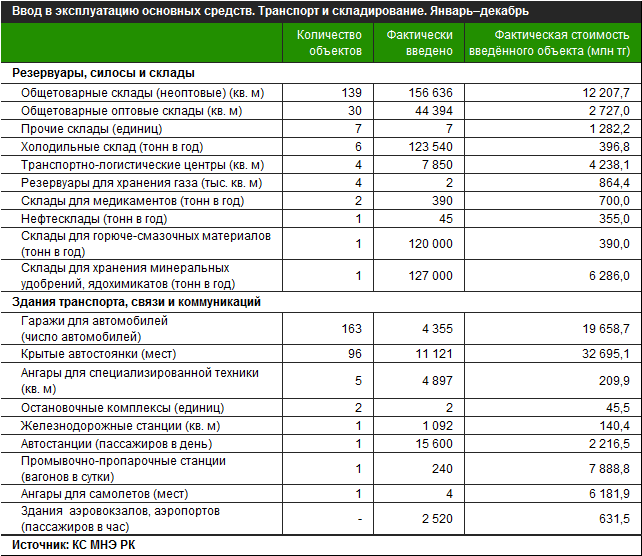 Ввод в эксплуатацию основных средств. Транспорт и складирование. Январь–декабрь
Количество объектов Фактически введено Фактическая стоимость введённого объекта (млн тг)
Резервуары, силосы и склады
Общетоварные склады (неоптовые) (кв. м) 139 156 636 12 207,7
Общетоварные оптовые склады (кв. м) 30 44 394 2 727,0
Прочие склады (единиц) 7 7 1 282,2
Холодильные склад (тонн в год) 6 123 540 396,8
Транспортно-логистические центры (кв. м) 4 7 850 4 238,1
Резервуары для хранения газа (тыс. кв. м) 4 2 864,4
Склады для медикаментов (тонн в год) 2 390 700,0
Нефтесклады (тонн в год) 1 45 355,0
Склады для горюче-смазочных материалов
(тонн в год) 1 120 000 390,0
Склады для хранения минеральных
удобрений, ядохимикатов (тонн в год) 1 127 000 6 286,0
Здания транспорта, связи и коммуникаций
Гаражи для автомобилей
(число автомобилей) 163 4 355 19 658,7
Крытые автостоянки (мест) 96 11 121 32 695,1
Ангары для специализированной техники
(кв. м) 5 4 897 209,9
Остановочные комплексы (единиц) 2 2 45,5
Железнодорожные станции (кв. м) 1 1 092 140,4
Автостанции (пассажиров в день) 1 15 600 2 216,5
Промывочно-пропарочные станции
(вагонов в сутки) 1 240 7 888,8
Ангары для самолетов (мест) 1 4 6 181,9
Здания аэровокзалов, аэропортов
(пассажиров в час) - 2 520 631,5
Источник: КС МНЭ РК